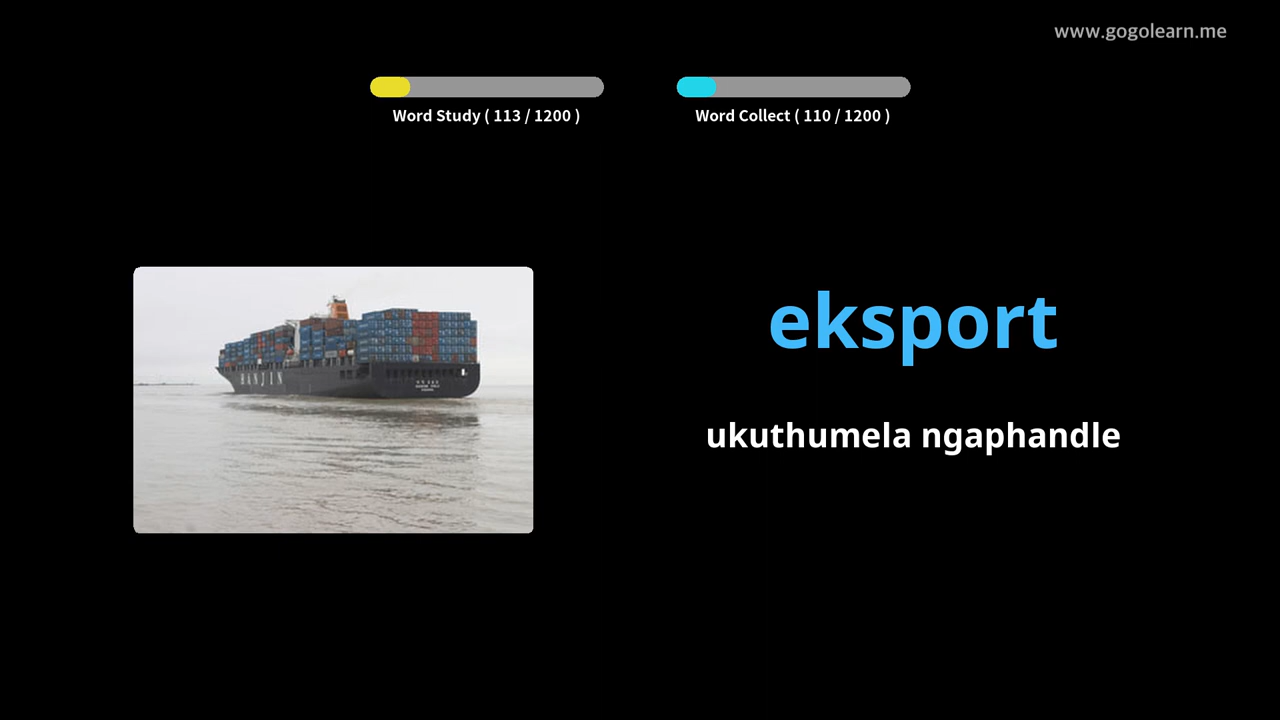 www.gogolearn.me
Word Study ( 113 / 1200 )
Word Collect ( 110 / 1200 )
eksport
ukuthumela ngaphandle
HANJIN